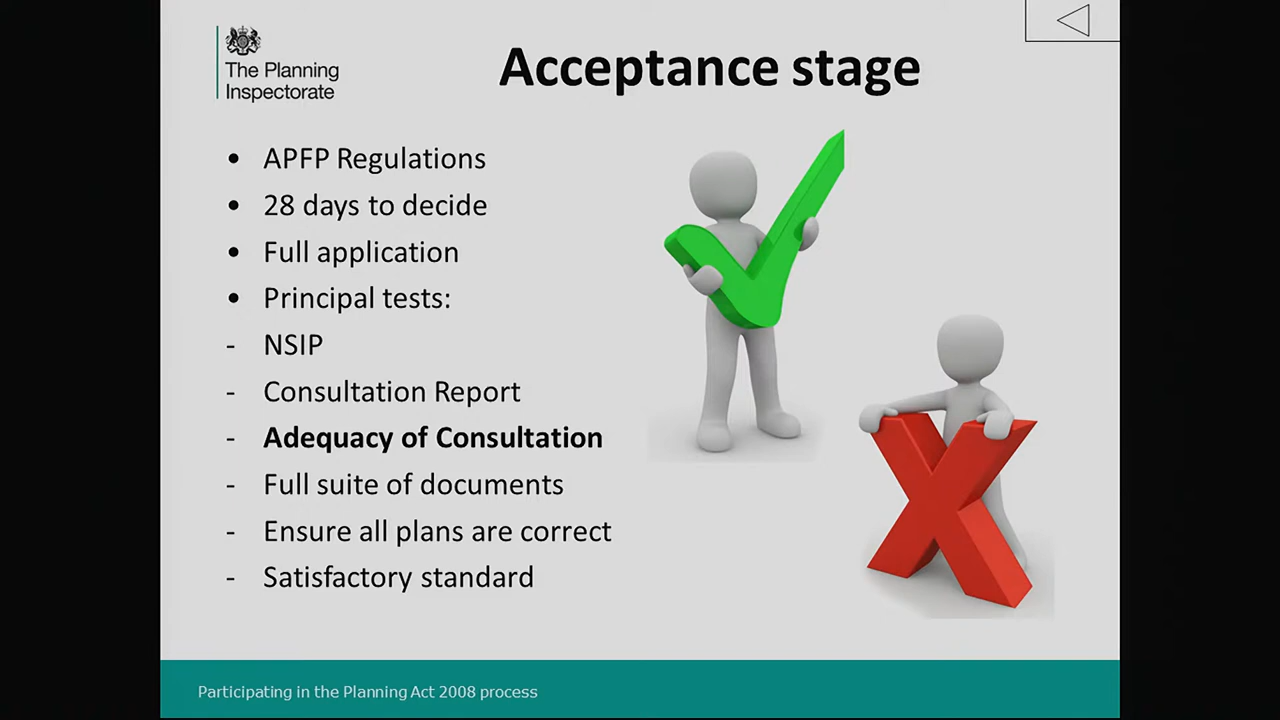 The Planning
Inspectorate
Acceptance stage
• APFP Regulations
• 28 days to decide
• Full application
• Principal tests:
- NSIP
- Consultation Report
- Adequacy of Consultation
- Full suite of documents
- Ensure all plans are correct
- Satisfactory standard
Participating in the Planning Act 2008 process